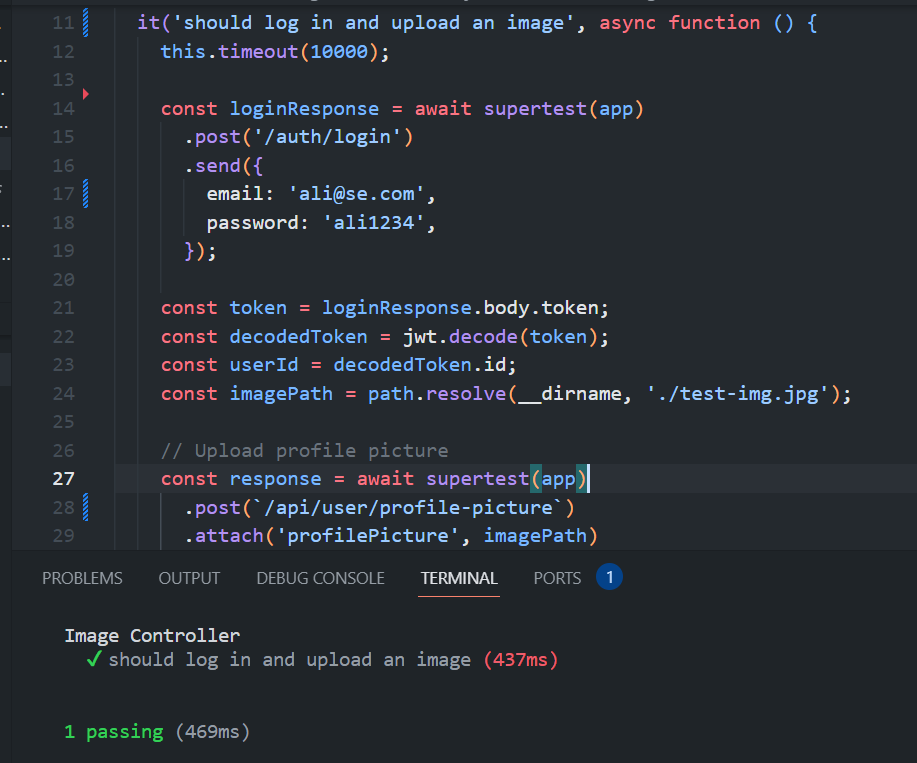 11 it('should log in and upload an image', async function () {
12 this.timeout(10000);
13
14 const loginResponse = await supertest(app)
15 .post('/auth/login')
16 .send({
17 email: 'ali@se.com',
18 password: 'ali1234',
19 });
20
21 const token = loginResponse.body.token;
22 const decodedToken = jwt.decode(token);
23 const userId = decodedToken.id;
24 const imagePath = path.resolve(__dirname, './test-img.jpg');
25
26 // Upload profile picture
27 const response = await supertest(app)
28 .post(`/api/user/profile-picture`)
29 .attach('profilePicture', imagePath)
PROBLEMS OUTPUT DEBUG CONSOLE TERMINAL PORTS 1
Image Controller
✓ should log in and upload an image (437ms)
1 passing (469ms)